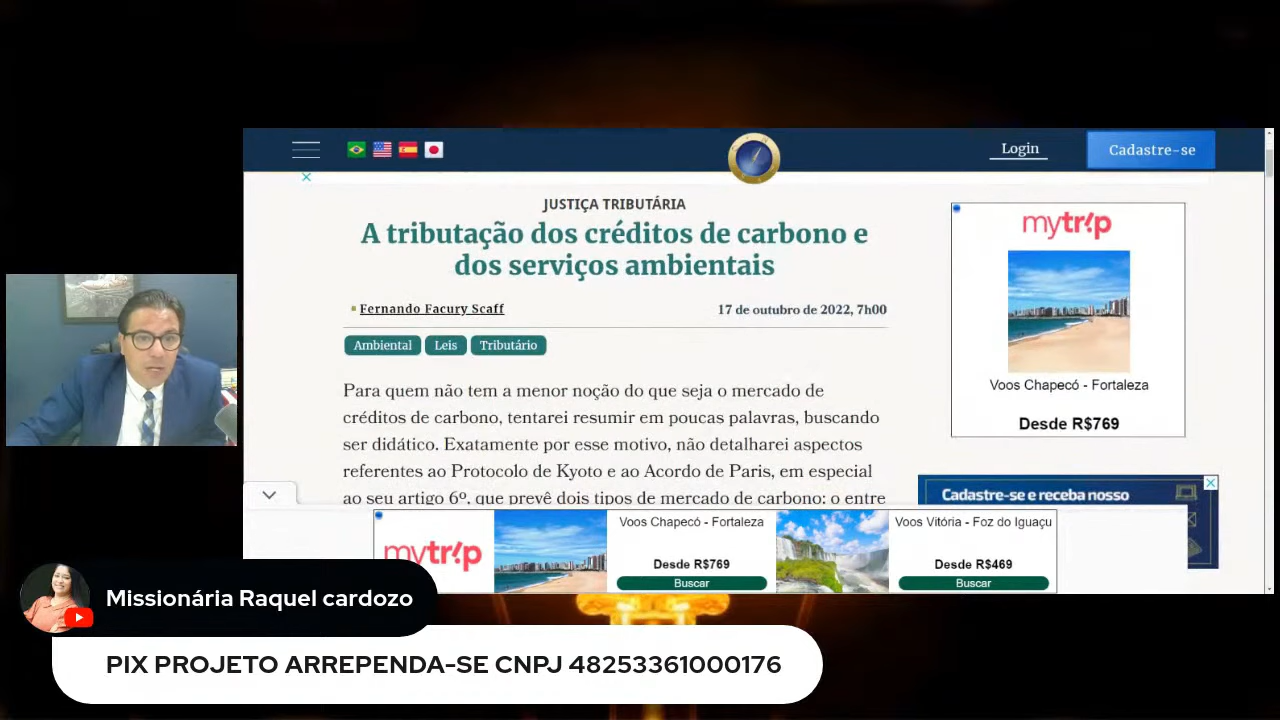 Login
Cadastre-se
JUSTIÇA TRIBUTÁRIA
A tributação dos créditos de carbono e
dos serviços ambientais
Fernando Facury Scaff
17 de outubro de 2022, 7h00
Ambiental
Leis
Tributário
Para quem não tem a menor noção do que seja o mercado de
créditos de carbono, tentarei resumir em poucas palavras, buscando
ser didático. Exatamente por esse motivo, não detalharei aspectos
referentes ao Protocolo de Kyoto e ao Acordo de Paris, em especial
ao seu artigo 6º, que prevê dois tipos de mercado de carbono: o entre
mytr!p
Voos Chapecó - Fortaleza
Desde R$769
Cadastre-se e receba nosso
mytr!p
Voos Chapecó - Fortaleza
Desde R$769
Buscar
Voos Vitória - Foz do Iguaçu
Desde R$469
Buscar
Missionária Raquel cardozo
PIX PROJETO ARREPENDA-SE CNPJ 48253361000176